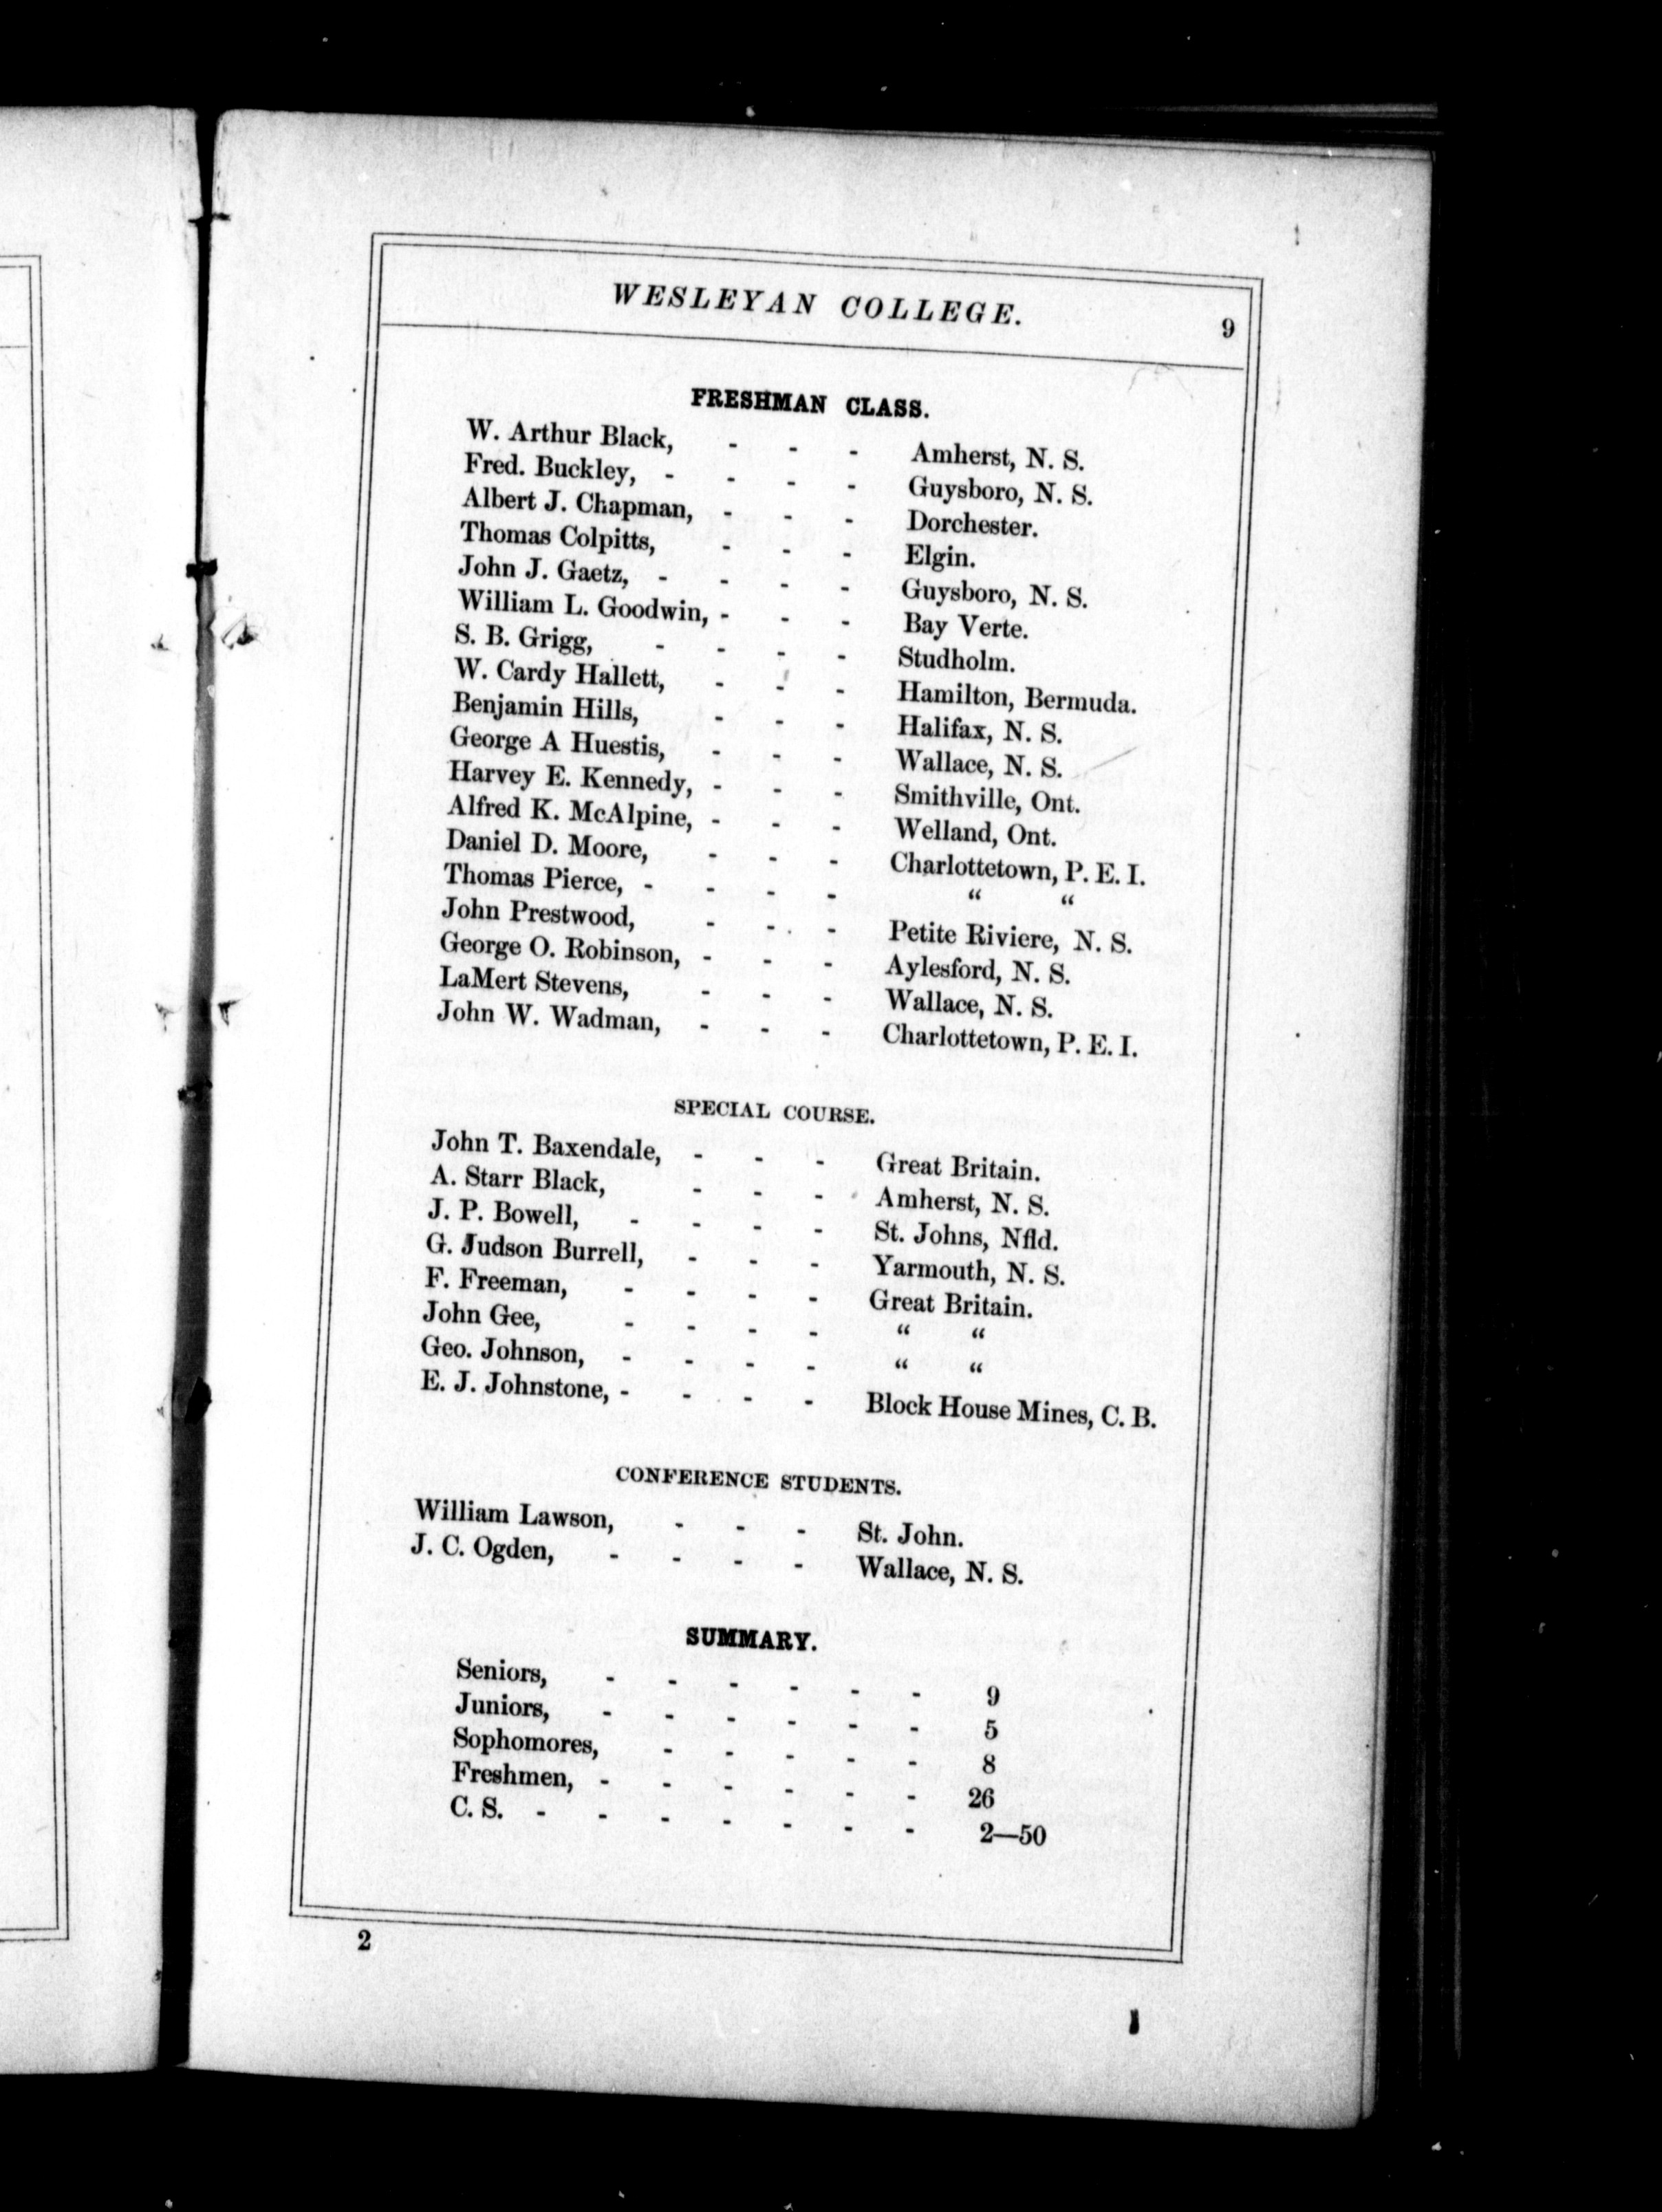 WESLEYAN COLLEGE. 9
FRESHMAN CLASS.
W. Arthur Black, - - - Amherst, N. S.
Fred. Buckley, - - - - Guysboro, N. S.
Albert J. Chapman, - - - Dorchester.
Thomas Colpitts, - - - Elgin.
John J. Gaetz, - - - - Guysboro, N. S.
William L. Goodwin, - - - Bay Verte.
S. B. Grigg, - - - - Studholm.
W. Cardy Hallett, - - - Hamilton, Bermuda.
Benjamin Hills, - - - Halifax, N. S.
George A Huestis, - - - Wallace, N. S.
Harvey E. Kennedy, - - - Smithville, Ont.
Alfred K. McAlpine, - - - Welland, Ont.
Daniel D. Moore, - - - Charlottetown, P. E. I.
Thomas Pierce, - - - - “ “
John Prestwood, - - - Petite Riviere, N. S.
George O. Robinson, - - - Aylesford, N. S.
LaMert Stevens, - - - Wallace, N. S.
John W. Wadman, - - - Charlottetown, P. E. I.
SPECIAL COURSE.
John T. Baxendale, - - - Great Britain.
A. Starr Black, - - - Amherst, N. S.
J. P. Bowell, - - - - St. Johns, Nfld.
G. Judson Burrell, - - - Yarmouth, N. S.
F. Freeman, - - - - Great Britain.
John Gee, - - - - “ “
Geo. Johnson, - - - - “ “
E. J. Johnstone, - - - - Block House Mines, C. B.
CONFERENCE STUDENTS.
William Lawson, - - - St. John.
J. C. Ogden, - - - - Wallace, N. S.
SUMMARY.
Seniors, - - - - - - 9
Juniors, - - - - - - 5
Sophomores, - - - - - 8
Freshmen, - - - - - - 26
C. S. - - - - - - - 2—50
2